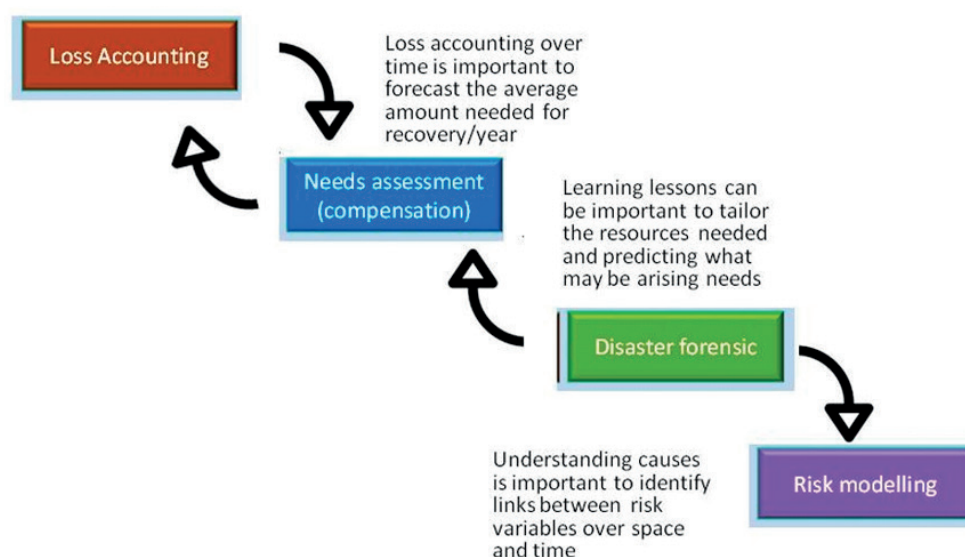 Loss Accounting
Loss accounting over
time is important to
forecast the average
amount needed for
recovery/year
Needs assessment
(compensation)
Learning lessons can
be important to tailor
the resources needed
and predicting what
may be arising needs
Disaster forensic
Understanding causes
is important to identify
links between risk
variables over space
and time
Risk modelling